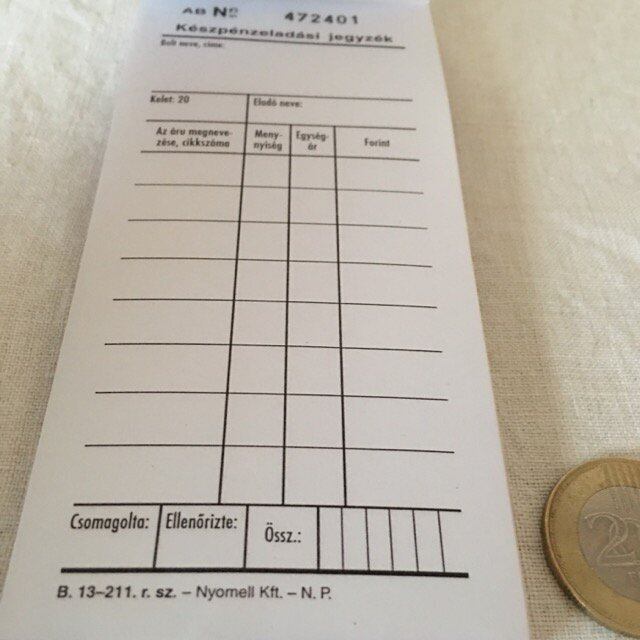 AB Nº 472401
Készpénzeladási jegyzék
Bolt neve, címe:
Kelet: 20 Eladó neve:
Az áru megneve-
zése, cikkszáma
Meny-
nyiség
Egység-
ár
Forint
Csomagolta: Ellenőrizte: Össz.:
B. 13–211. r. sz. – Nyomell Kft. – N. P.